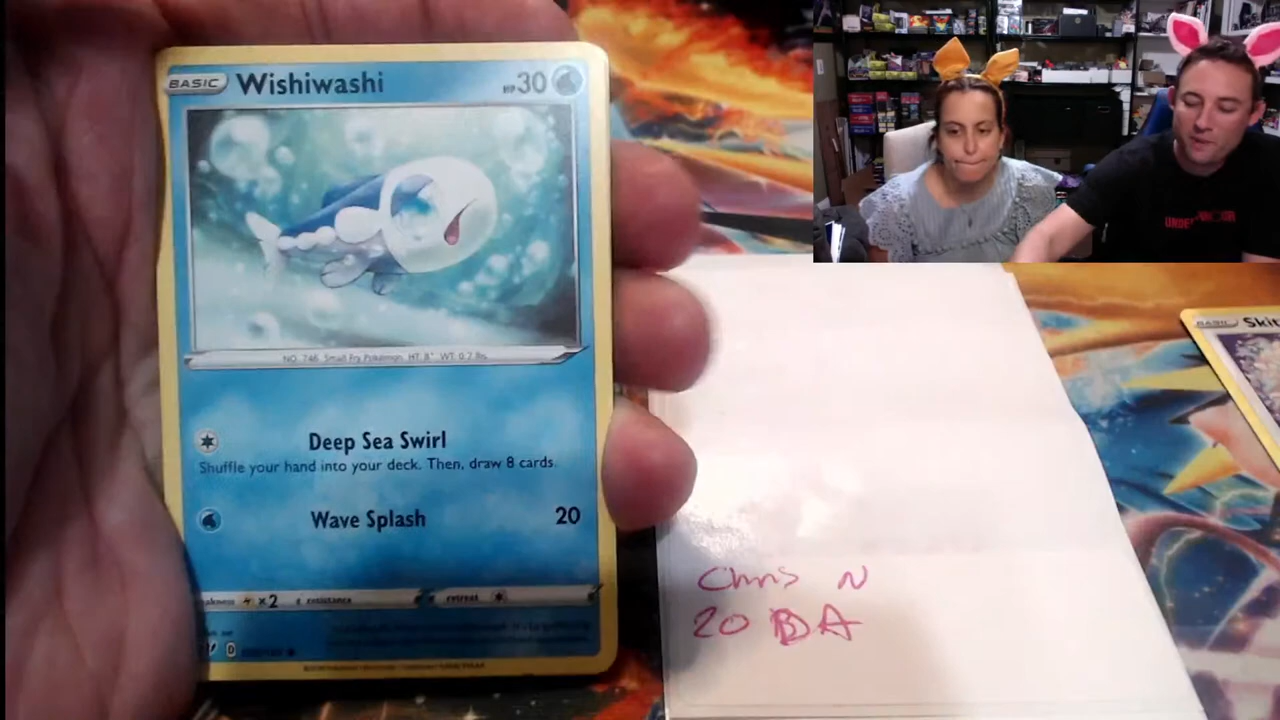 BASIC Wishiwashi HP 30
NO. 746 Small Fry Pokémon HT: 8" WT: 0.7 lbs.
Deep Sea Swirl
Shuffle your hand into your deck. Then, draw 8 cards.
Wave Splash 20
weakness ×2 resistance retreat
D
Chris N
20 BA
BASIC Skit